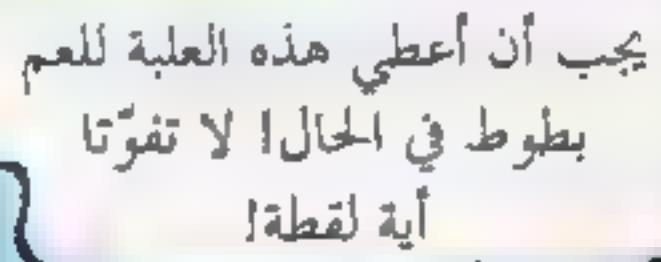 يجب أن أعطي هذه العلبة للعم
بطوط في الحال! لا تفوّتا
أية لقطة!